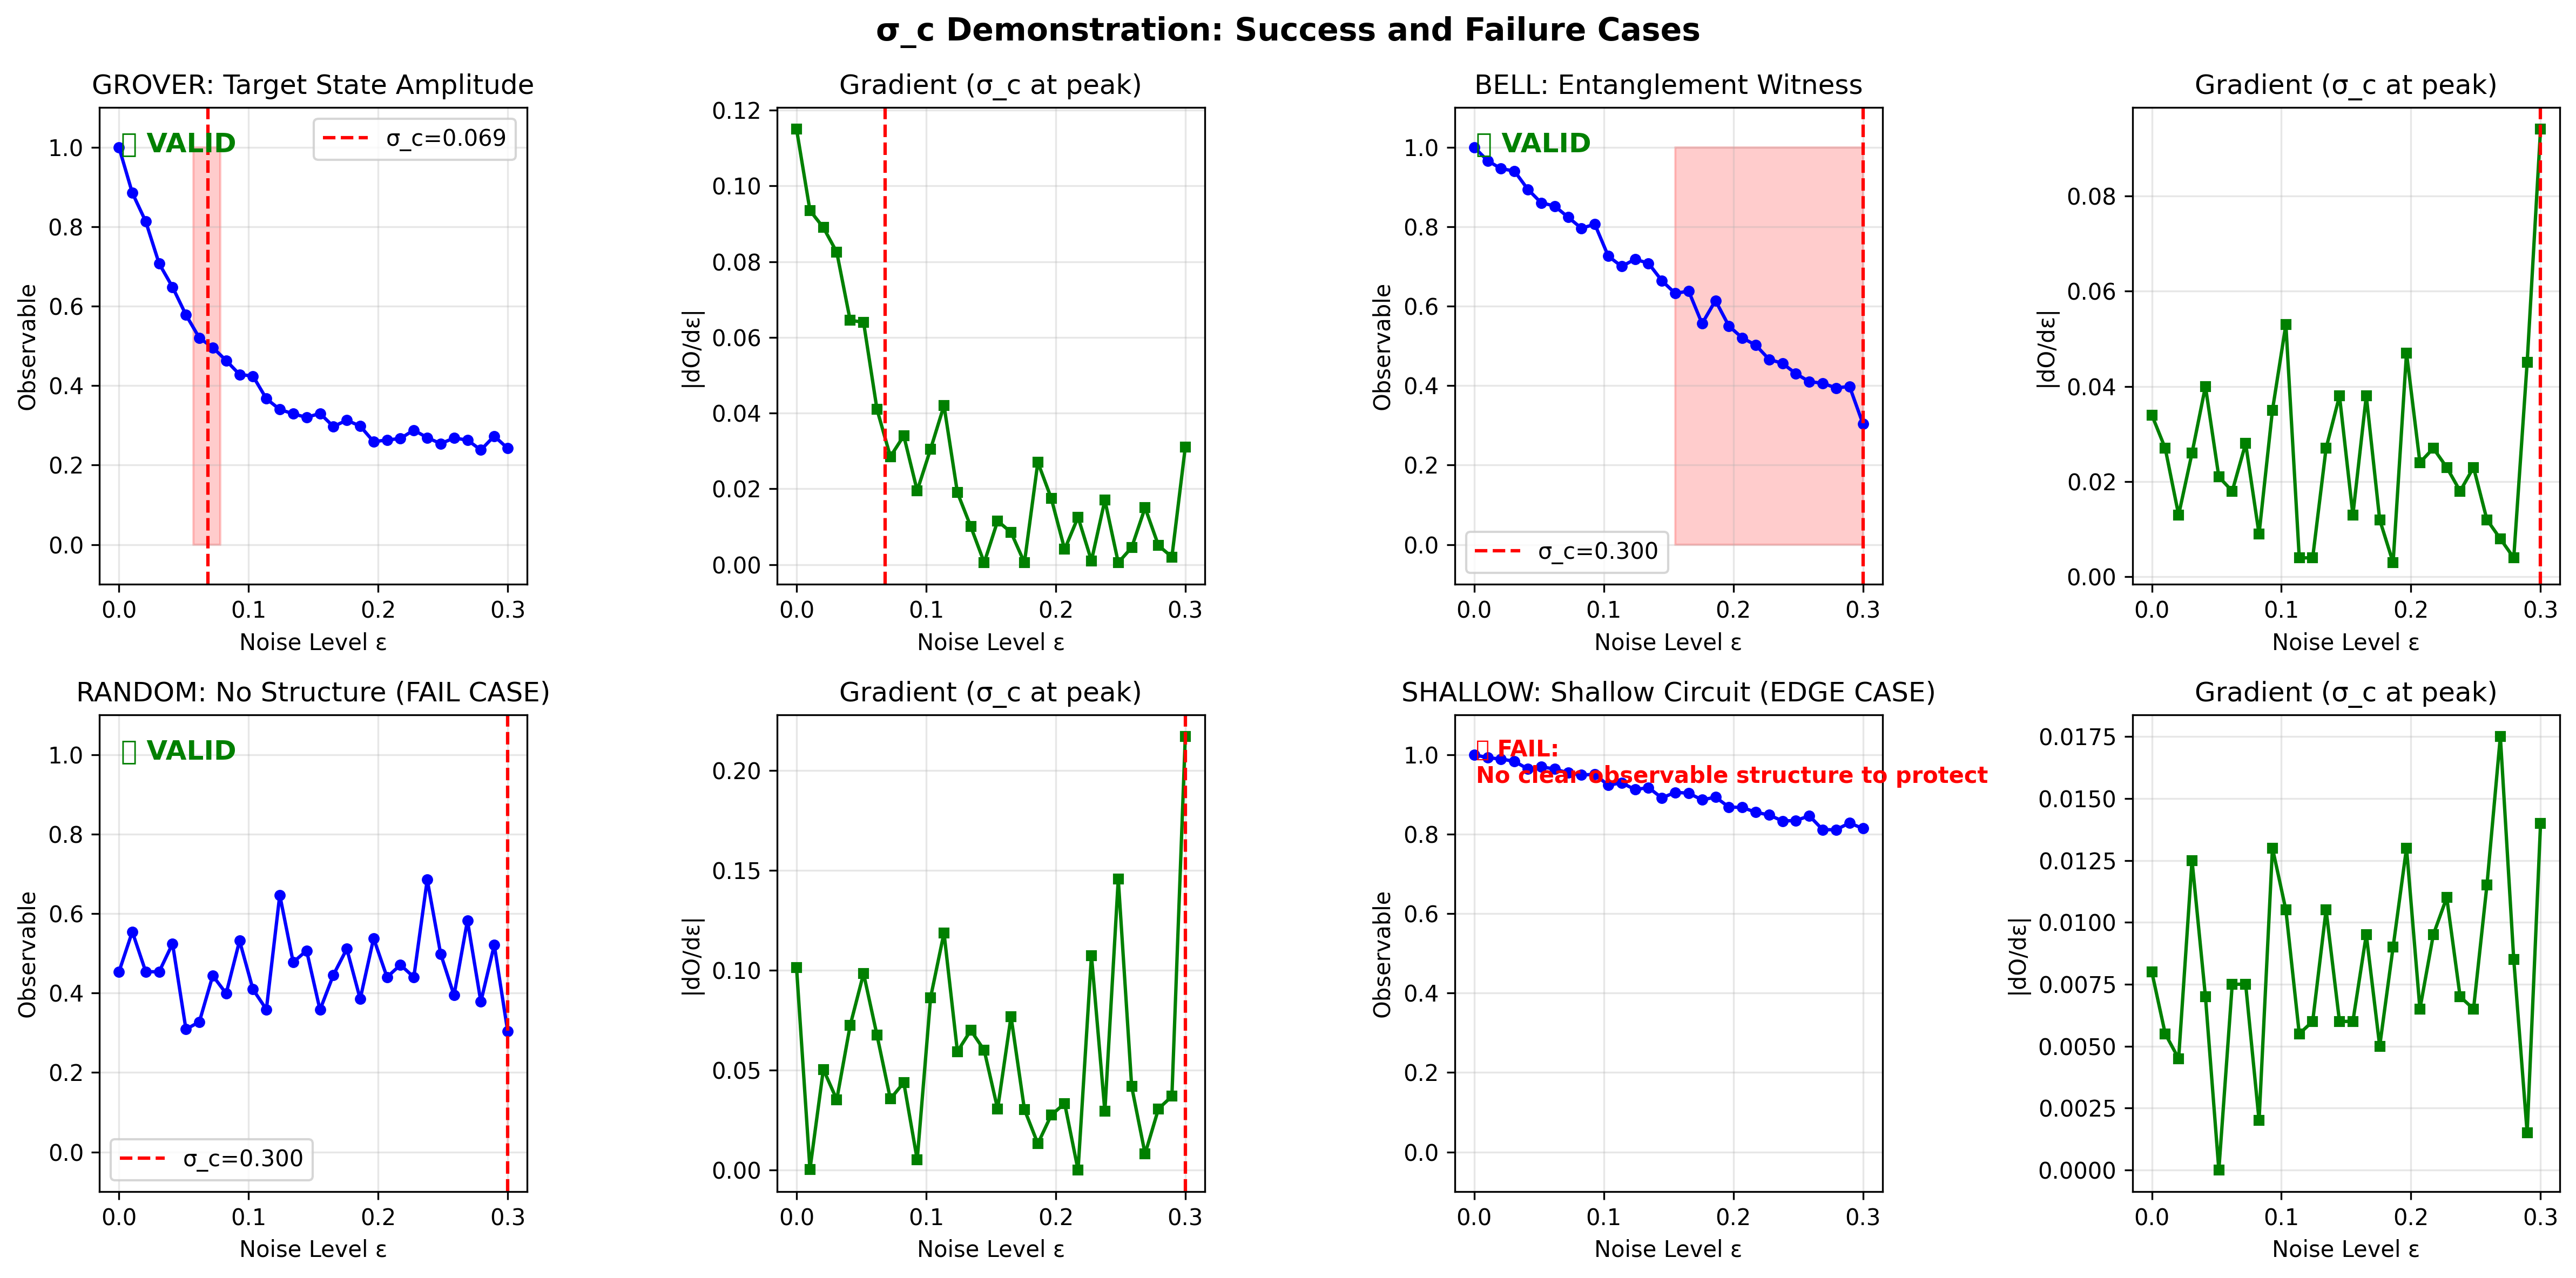 σ_c Demonstration: Success and Failure Cases
GROVER: Target State Amplitude
VALID
σ_c=0.069
1.0
0.8
0.6
0.4
0.2
0.0
Observable
0.0 0.1 0.2 0.3
Noise Level ε
Gradient (σ_c at peak)
0.12
0.10
0.08
0.06
0.04
0.02
0.00
|dO/dε|
0.0 0.1 0.2 0.3
Noise Level ε
BELL: Entanglement Witness
VALID
1.0
0.8
0.6
0.4
0.2
0.0
Observable
σ_c=0.300
0.0 0.1 0.2 0.3
Noise Level ε
Gradient (σ_c at peak)
0.08
0.06
0.04
0.02
0.00
|dO/dε|
0.0 0.1 0.2 0.3
Noise Level ε
RANDOM: No Structure (FAIL CASE)
VALID
1.0
0.8
0.6
0.4
0.2
0.0
Observable
σ_c=0.300
0.0 0.1 0.2 0.3
Noise Level ε
Gradient (σ_c at peak)
0.20
0.15
0.10
0.05
0.00
|dO/dε|
0.0 0.1 0.2 0.3
Noise Level ε
SHALLOW: Shallow Circuit (EDGE CASE)
FAIL:
No clear observable structure to protect
1.0
0.8
0.6
0.4
0.2
0.0
Observable
0.0 0.1 0.2 0.3
Noise Level ε
Gradient (σ_c at peak)
0.0175
0.0150
0.0125
0.0100
0.0075
0.0050
0.0025
0.0000
|dO/dε|
0.0 0.1 0.2 0.3
Noise Level ε